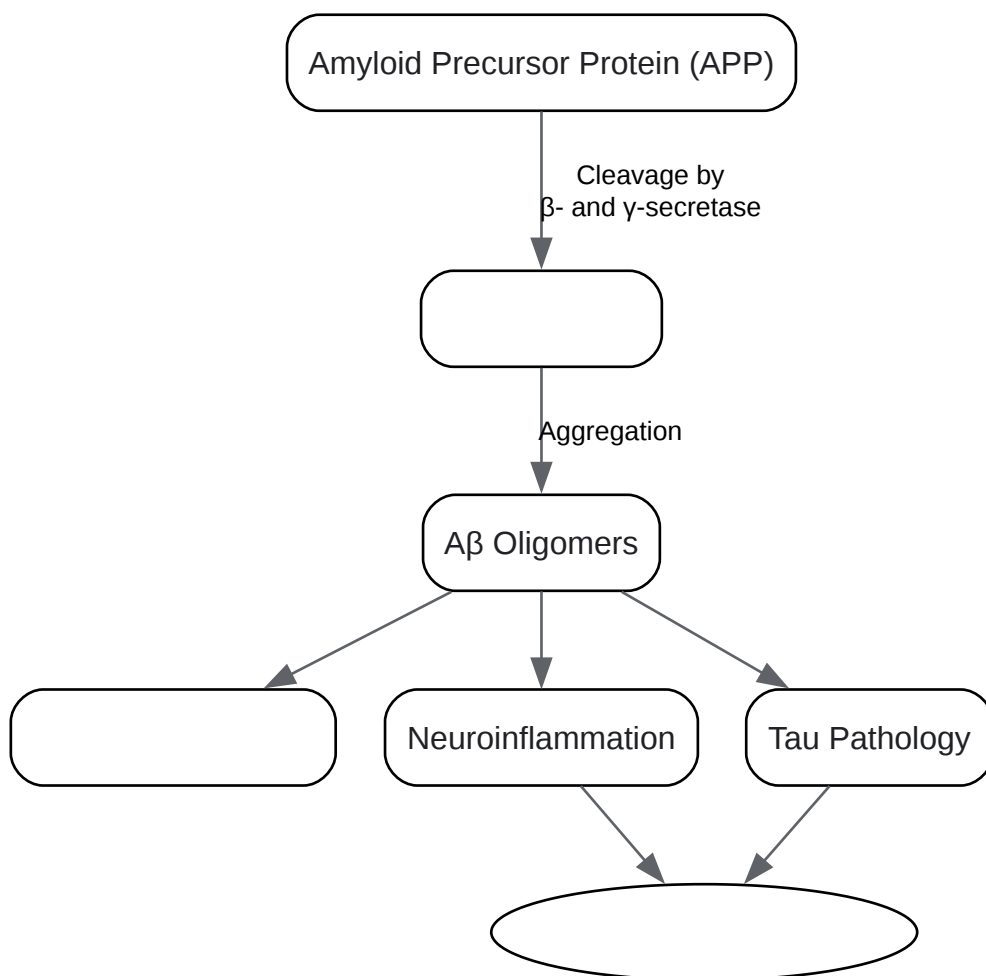 Amyloid Precursor Protein (APP)
Cleavage by
β- and γ-secretase
Aggregation
Aβ Oligomers
Neuroinflammation
Tau Pathology